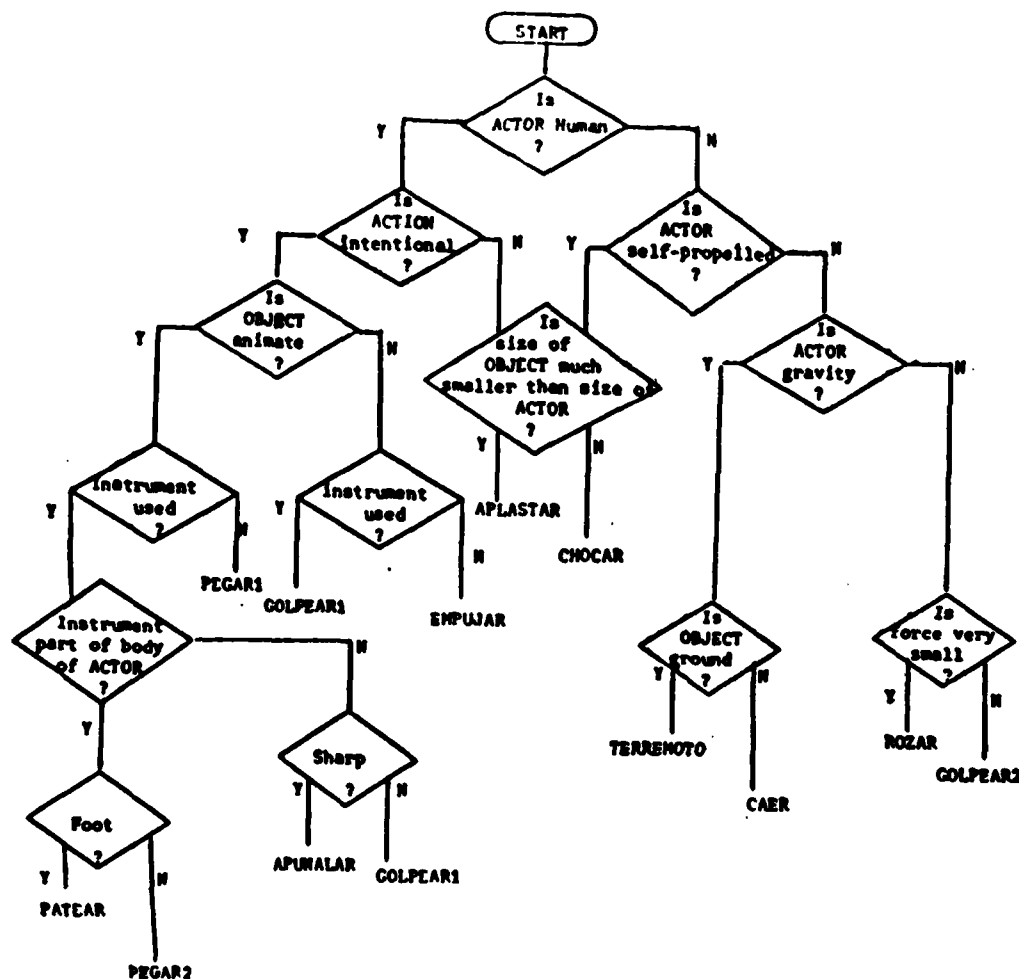 START
Is
ACTOR Human
?
Y
N
Is
ACTION
intentional
?
Y
N
Is
ACTOR
self-propelled
?
Y
N
Is
OBJECT
animate
?
Y
N
Is
size of
OBJECT much
smaller than size of
ACTOR
?
Y
N
Is
ACTOR
gravity
?
Y
N
Instrument
used
?
Y
N
Instrument
used
?
Y
N
APLASTAR
CHOCAR
PEGAR1
GOLPEAR1
EMPUJAR
Instrument
part of body
of ACTOR
?
Y
N
Is
OBJECT
ground
?
Y
N
Is
force very
small
?
Y
N
TERREMOTO
CAER
ROZAR
GOLPEAR2
Sharp
?
Y
N
Foot
?
Y
N
APUNALAR
GOLPEAR1
PATEAR
PEGAR2